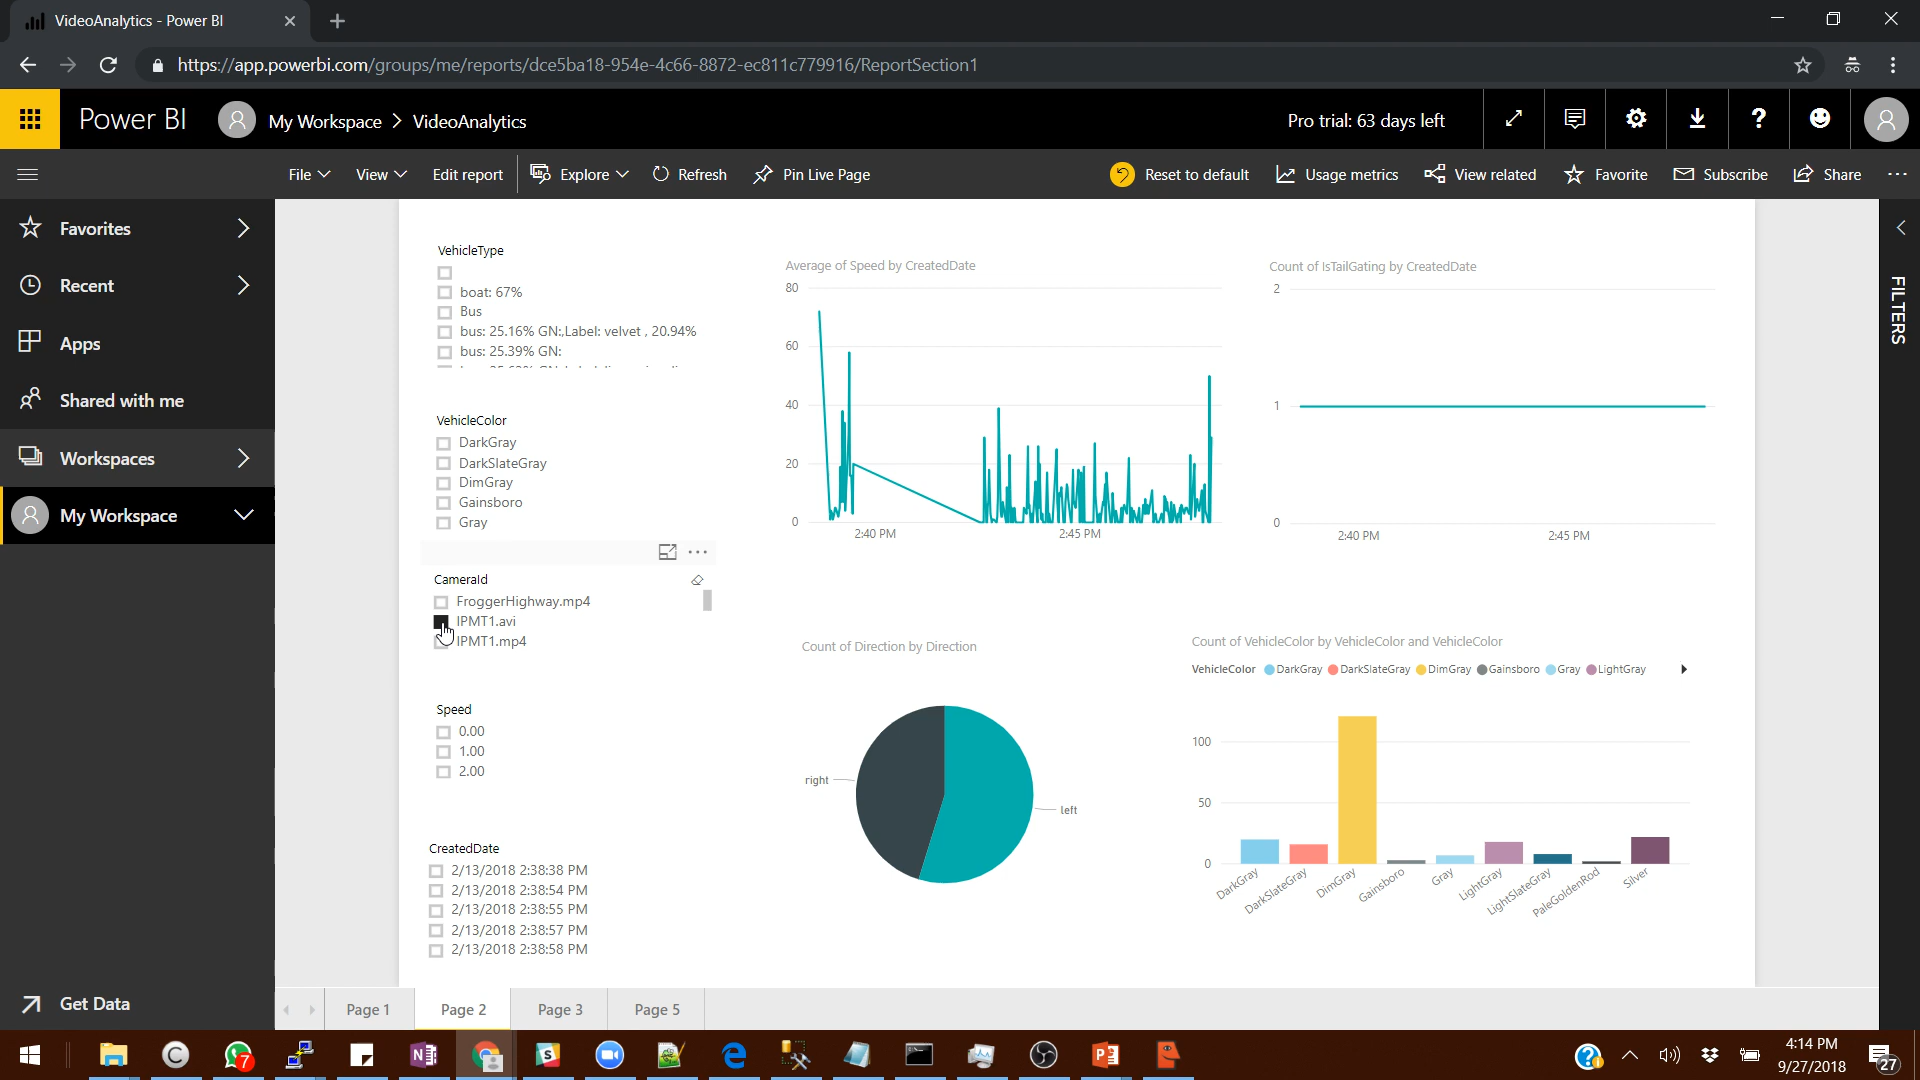 VideoAnalytics - Power BI
https://app.powerbi.com/groups/me/reports/dce5ba18-954e-4c66-8872-ec811c779916/ReportSection1
Power BI
My Workspace > VideoAnalytics
Pro trial: 63 days left
?
File
View
Edit report
Explore
Refresh
Pin Live Page
Reset to default
Usage metrics
View related
Favorite
Subscribe
Share
Favorites
Recent
Apps
Shared with me
Workspaces
My Workspace
Get Data
FILTERS
VehicleType
boat: 67%
Bus
bus: 25.16% GN:,Label: velvet , 20.94%
bus: 25.39% GN:
VehicleColor
DarkGray
DarkSlateGray
DimGray
Gainsboro
Gray
CameraId
FroggerHighway.mp4
IPMT1.avi
IPMT1.mp4
Speed
0.00
1.00
2.00
CreatedDate
2/13/2018 2:38:38 PM
2/13/2018 2:38:54 PM
2/13/2018 2:38:55 PM
2/13/2018 2:38:57 PM
2/13/2018 2:38:58 PM
Average of Speed by CreatedDate
80
60
40
20
0
2:40 PM
2:45 PM
Count of IsTailGating by CreatedDate
2
1
0
2:40 PM
2:45 PM
Count of Direction by Direction
right
left
Count of VehicleColor by VehicleColor and VehicleColor
VehicleColor DarkGray DarkSlateGray DimGray Gainsboro Gray LightGray
100
50
0
DarkGray
DarkSlateGray
DimGray
Gainsboro
Gray
LightGray
LightSlateGray
PaleGoldenRod
Silver
Page 1
Page 2
Page 3
Page 5
7
4:14 PM
9/27/2018
27